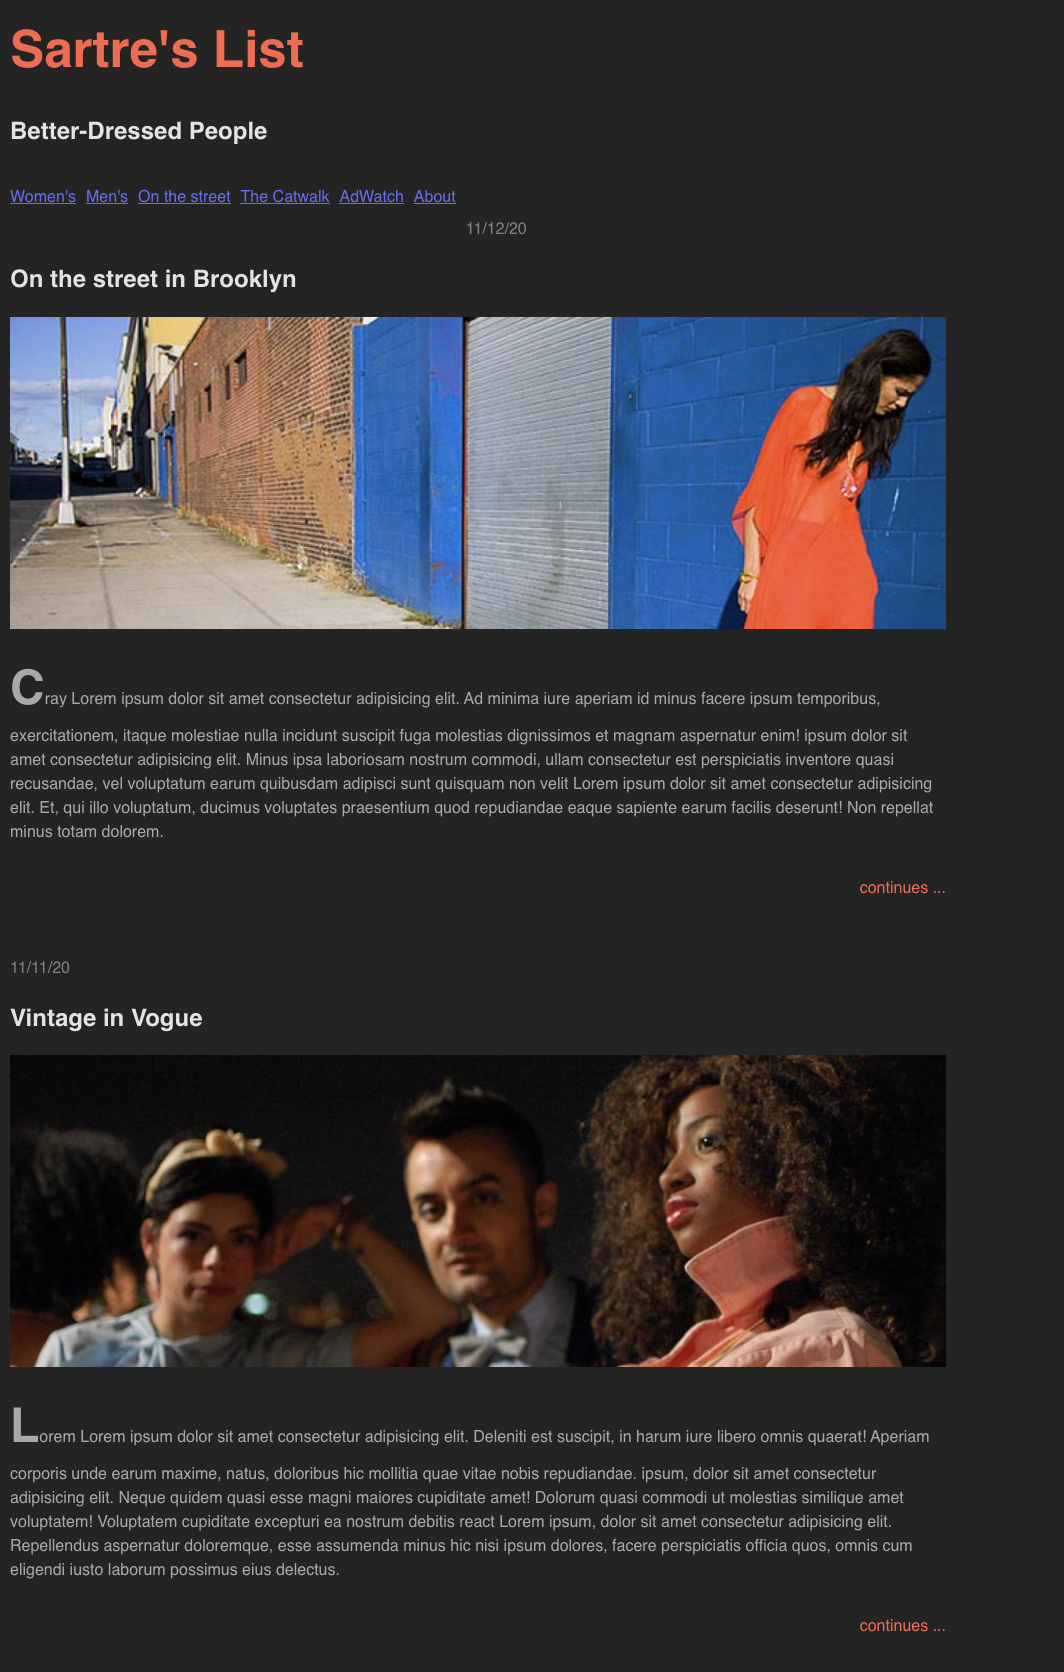 Sartre's List
Better-Dressed People
Women's Men's On the street The Catwalk AdWatch About
11/12/20
On the street in Brooklyn
Cray Lorem ipsum dolor sit amet consectetur adipisicing elit. Ad minima iure aperiam id minus facere ipsum temporibus,
exercitationem, itaque molestiae nulla incidunt suscipit fuga molestias dignissimos et magnam aspernatur enim! ipsum dolor sit
amet consectetur adipisicing elit. Minus ipsa laboriosam nostrum commodi, ullam consectetur est perspiciatis inventore quasi
recusandae, vel voluptatum earum quibusdam adipisci sunt quisquam non velit Lorem ipsum dolor sit amet consectetur adipisicing
elit. Et, qui illo voluptatum, ducimus voluptates praesentium quod repudiandae eaque sapiente earum facilis deserunt! Non repellat
minus totam dolorem.
continues ...
11/11/20
Vintage in Vogue
Lorem Lorem ipsum dolor sit amet consectetur adipisicing elit. Deleniti est suscipit, in harum iure libero omnis quaerat! Aperiam
corporis unde earum maxime, natus, doloribus hic mollitia quae vitae nobis repudiandae. ipsum, dolor sit amet consectetur
adipisicing elit. Neque quidem quasi esse magni maiores cupiditate amet! Dolorum quasi commodi ut molestias similique amet
voluptatem! Voluptatem cupiditate excepturi ea nostrum debitis react Lorem ipsum, dolor sit amet consectetur adipisicing elit.
Repellendus aspernatur doloremque, esse assumenda minus hic nisi ipsum dolores, facere perspiciatis officia quos, omnis cum
eligendi iusto laborum possimus eius delectus.
continues ...